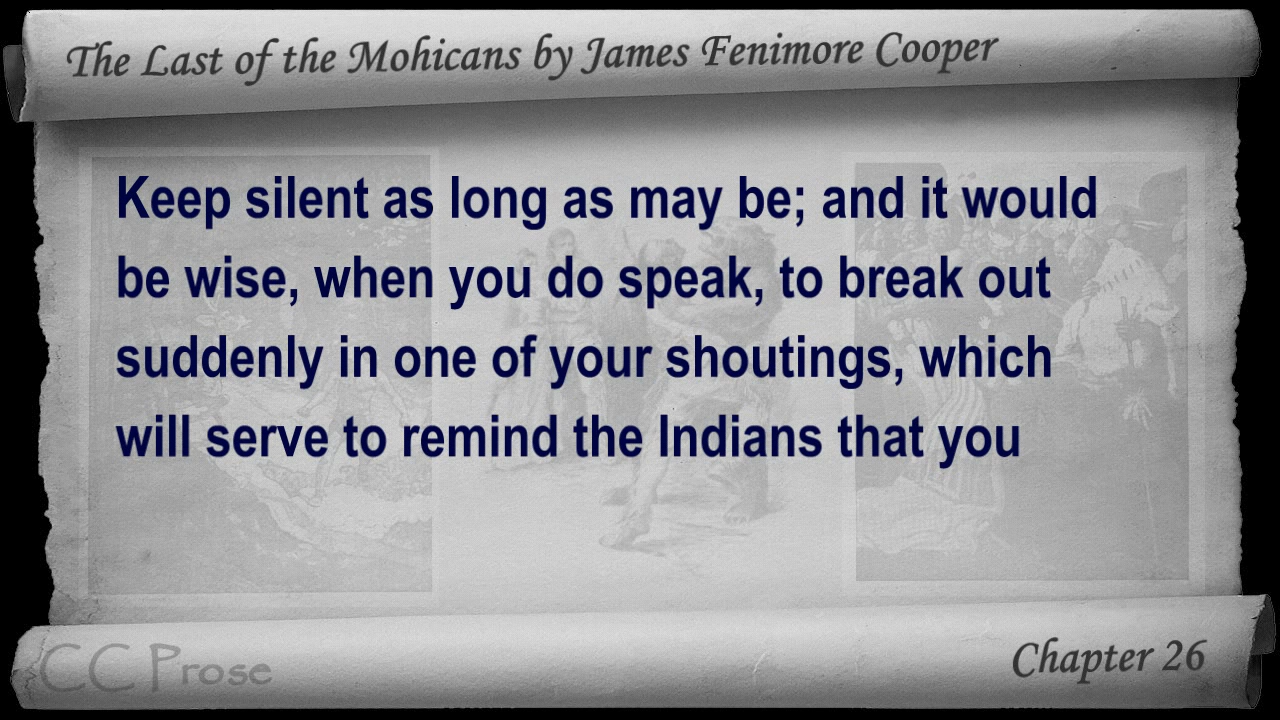 The Last of the Mohicans by James Fenimore Cooper
Keep silent as long as may be; and it would
be wise, when you do speak, to break out
suddenly in one of your shoutings, which
will serve to remind the Indians that you
CC Prose
Chapter 26